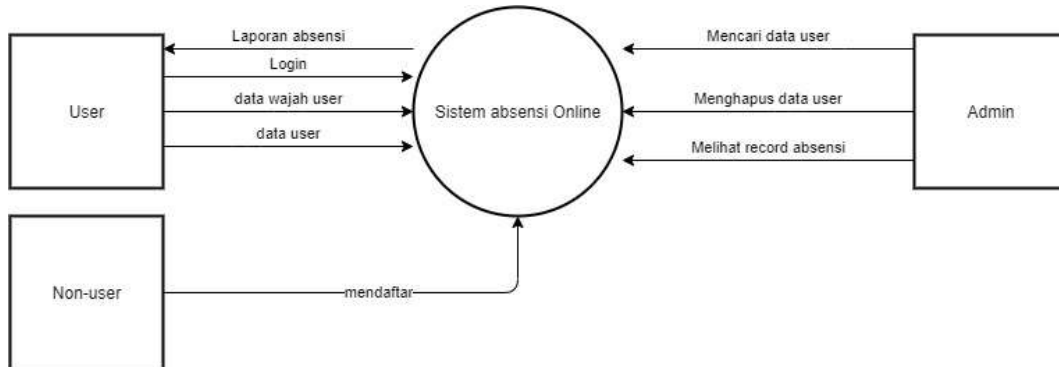 Laporan absensi
Login
data wajah user
data user
User
Sistem absensi Online
Mencari data user
Menghapus data user
Melihat record absensi
Admin
Non-user
mendaftar